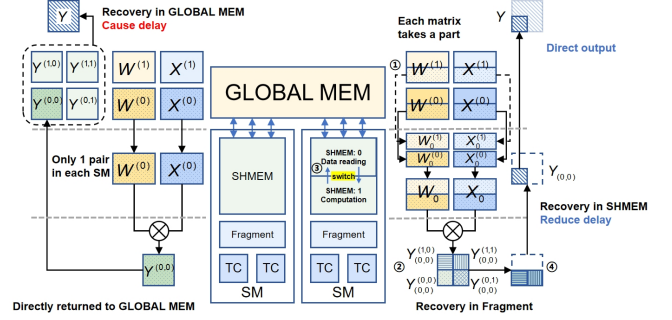 Recovery in GLOBAL MEM
Cause delay
Y
Y(1,0) Y(1,1)
Y(0,0) Y(0,1)
W(1) X(1)
W(0) X(0)
Only 1 pair
in each SM
W(0) X(0)
Y(0,0)
Directly returned to GLOBAL MEM
GLOBAL MEM
SHMEM
Fragment
TC TC
SM
SHMEM: 0
Data reading
③ switch
SHMEM: 1
Computation
Fragment
TC TC
SM
Each matrix
takes a part
①
W(1) X(1)
W(0) X(0)
W0(1) X0(1)
W0(0) X0(0)
W0 X0
Y
Direct output
Y(0,0)
Recovery in SHMEM
Reduce delay
②
Y(0,0)(1,0) Y(0,0)(1,1)
Y(0,0)(0,0) Y(0,0)(0,1)
④
Recovery in Fragment